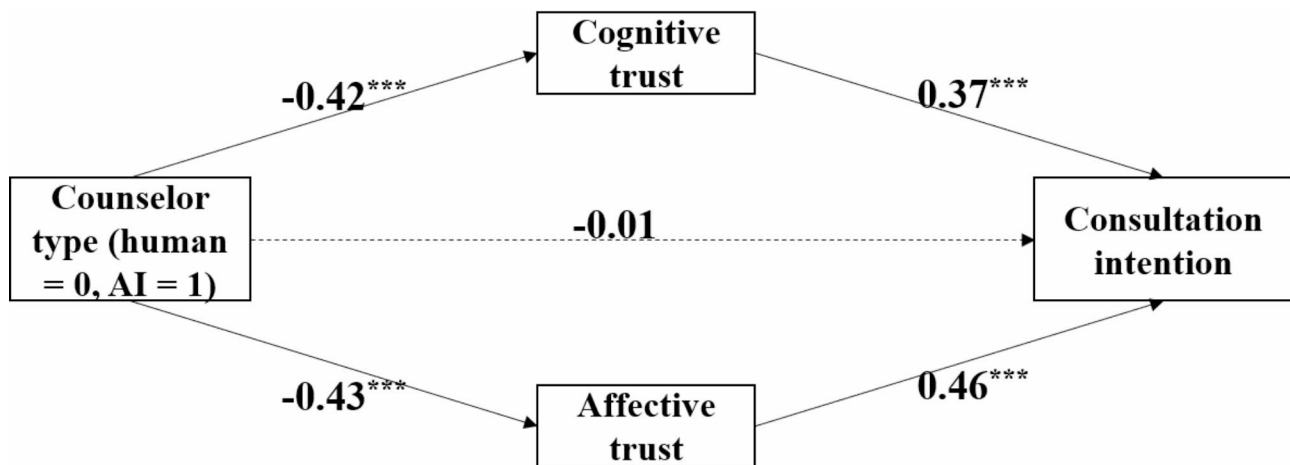 Cognitive
trust
-0.42***
0.37***
Counselor
type (human
= 0, AI = 1)
-0.01
Consultation
intention
-0.43***
0.46***
Affective
trust